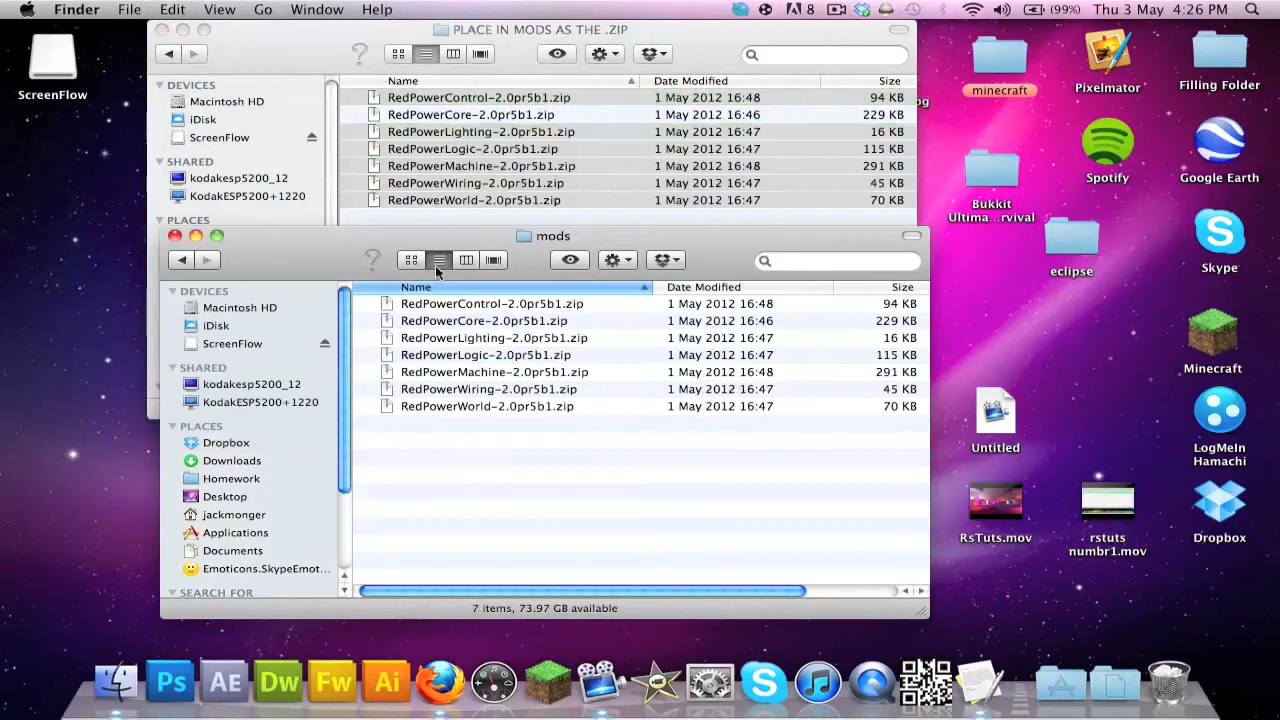 Finder File Edit View Go Window Help
8 (99%) Thu 3 May 4:26 PM
PLACE IN MODS AS THE .ZIP
DEVICES
Macintosh HD
iDisk
ScreenFlow
SHARED
kodakesp5200_12
KodakESP5200+1220
PLACES
Name Date Modified Size
RedPowerControl-2.0pr5b1.zip 1 May 2012 16:48 94 KB
RedPowerCore-2.0pr5b1.zip 1 May 2012 16:46 229 KB
RedPowerLighting-2.0pr5b1.zip 1 May 2012 16:47 16 KB
RedPowerLogic-2.0pr5b1.zip 1 May 2012 16:47 115 KB
RedPowerMachine-2.0pr5b1.zip 1 May 2012 16:48 291 KB
RedPowerWiring-2.0pr5b1.zip 1 May 2012 16:47 45 KB
RedPowerWorld-2.0pr5b1.zip 1 May 2012 16:47 70 KB
mods
DEVICES
Macintosh HD
iDisk
ScreenFlow
SHARED
kodakesp5200_12
KodakESP5200+1220
PLACES
Dropbox
Downloads
Homework
Desktop
jackmonger
Applications
Documents
Emoticons.SkypeEmot...
SEARCH FOR
Name Date Modified Size
RedPowerControl-2.0pr5b1.zip 1 May 2012 16:48 94 KB
RedPowerCore-2.0pr5b1.zip 1 May 2012 16:46 229 KB
RedPowerLighting-2.0pr5b1.zip 1 May 2012 16:47 16 KB
RedPowerLogic-2.0pr5b1.zip 1 May 2012 16:47 115 KB
RedPowerMachine-2.0pr5b1.zip 1 May 2012 16:48 291 KB
RedPowerWiring-2.0pr5b1.zip 1 May 2012 16:47 45 KB
RedPowerWorld-2.0pr5b1.zip 1 May 2012 16:47 70 KB
7 items, 73.97 GB available
ScreenFlow
minecraft
Pixelmator
Filling Folder
og
Spotify
Google Earth
Bukkit
Ultima...rvival
eclipse
Skype
Minecraft
Untitled
LogMeIn
Hamachi
RsTuts.mov
rstuts
numbr1.mov
Dropbox
Ps AE Dw Fw Ai